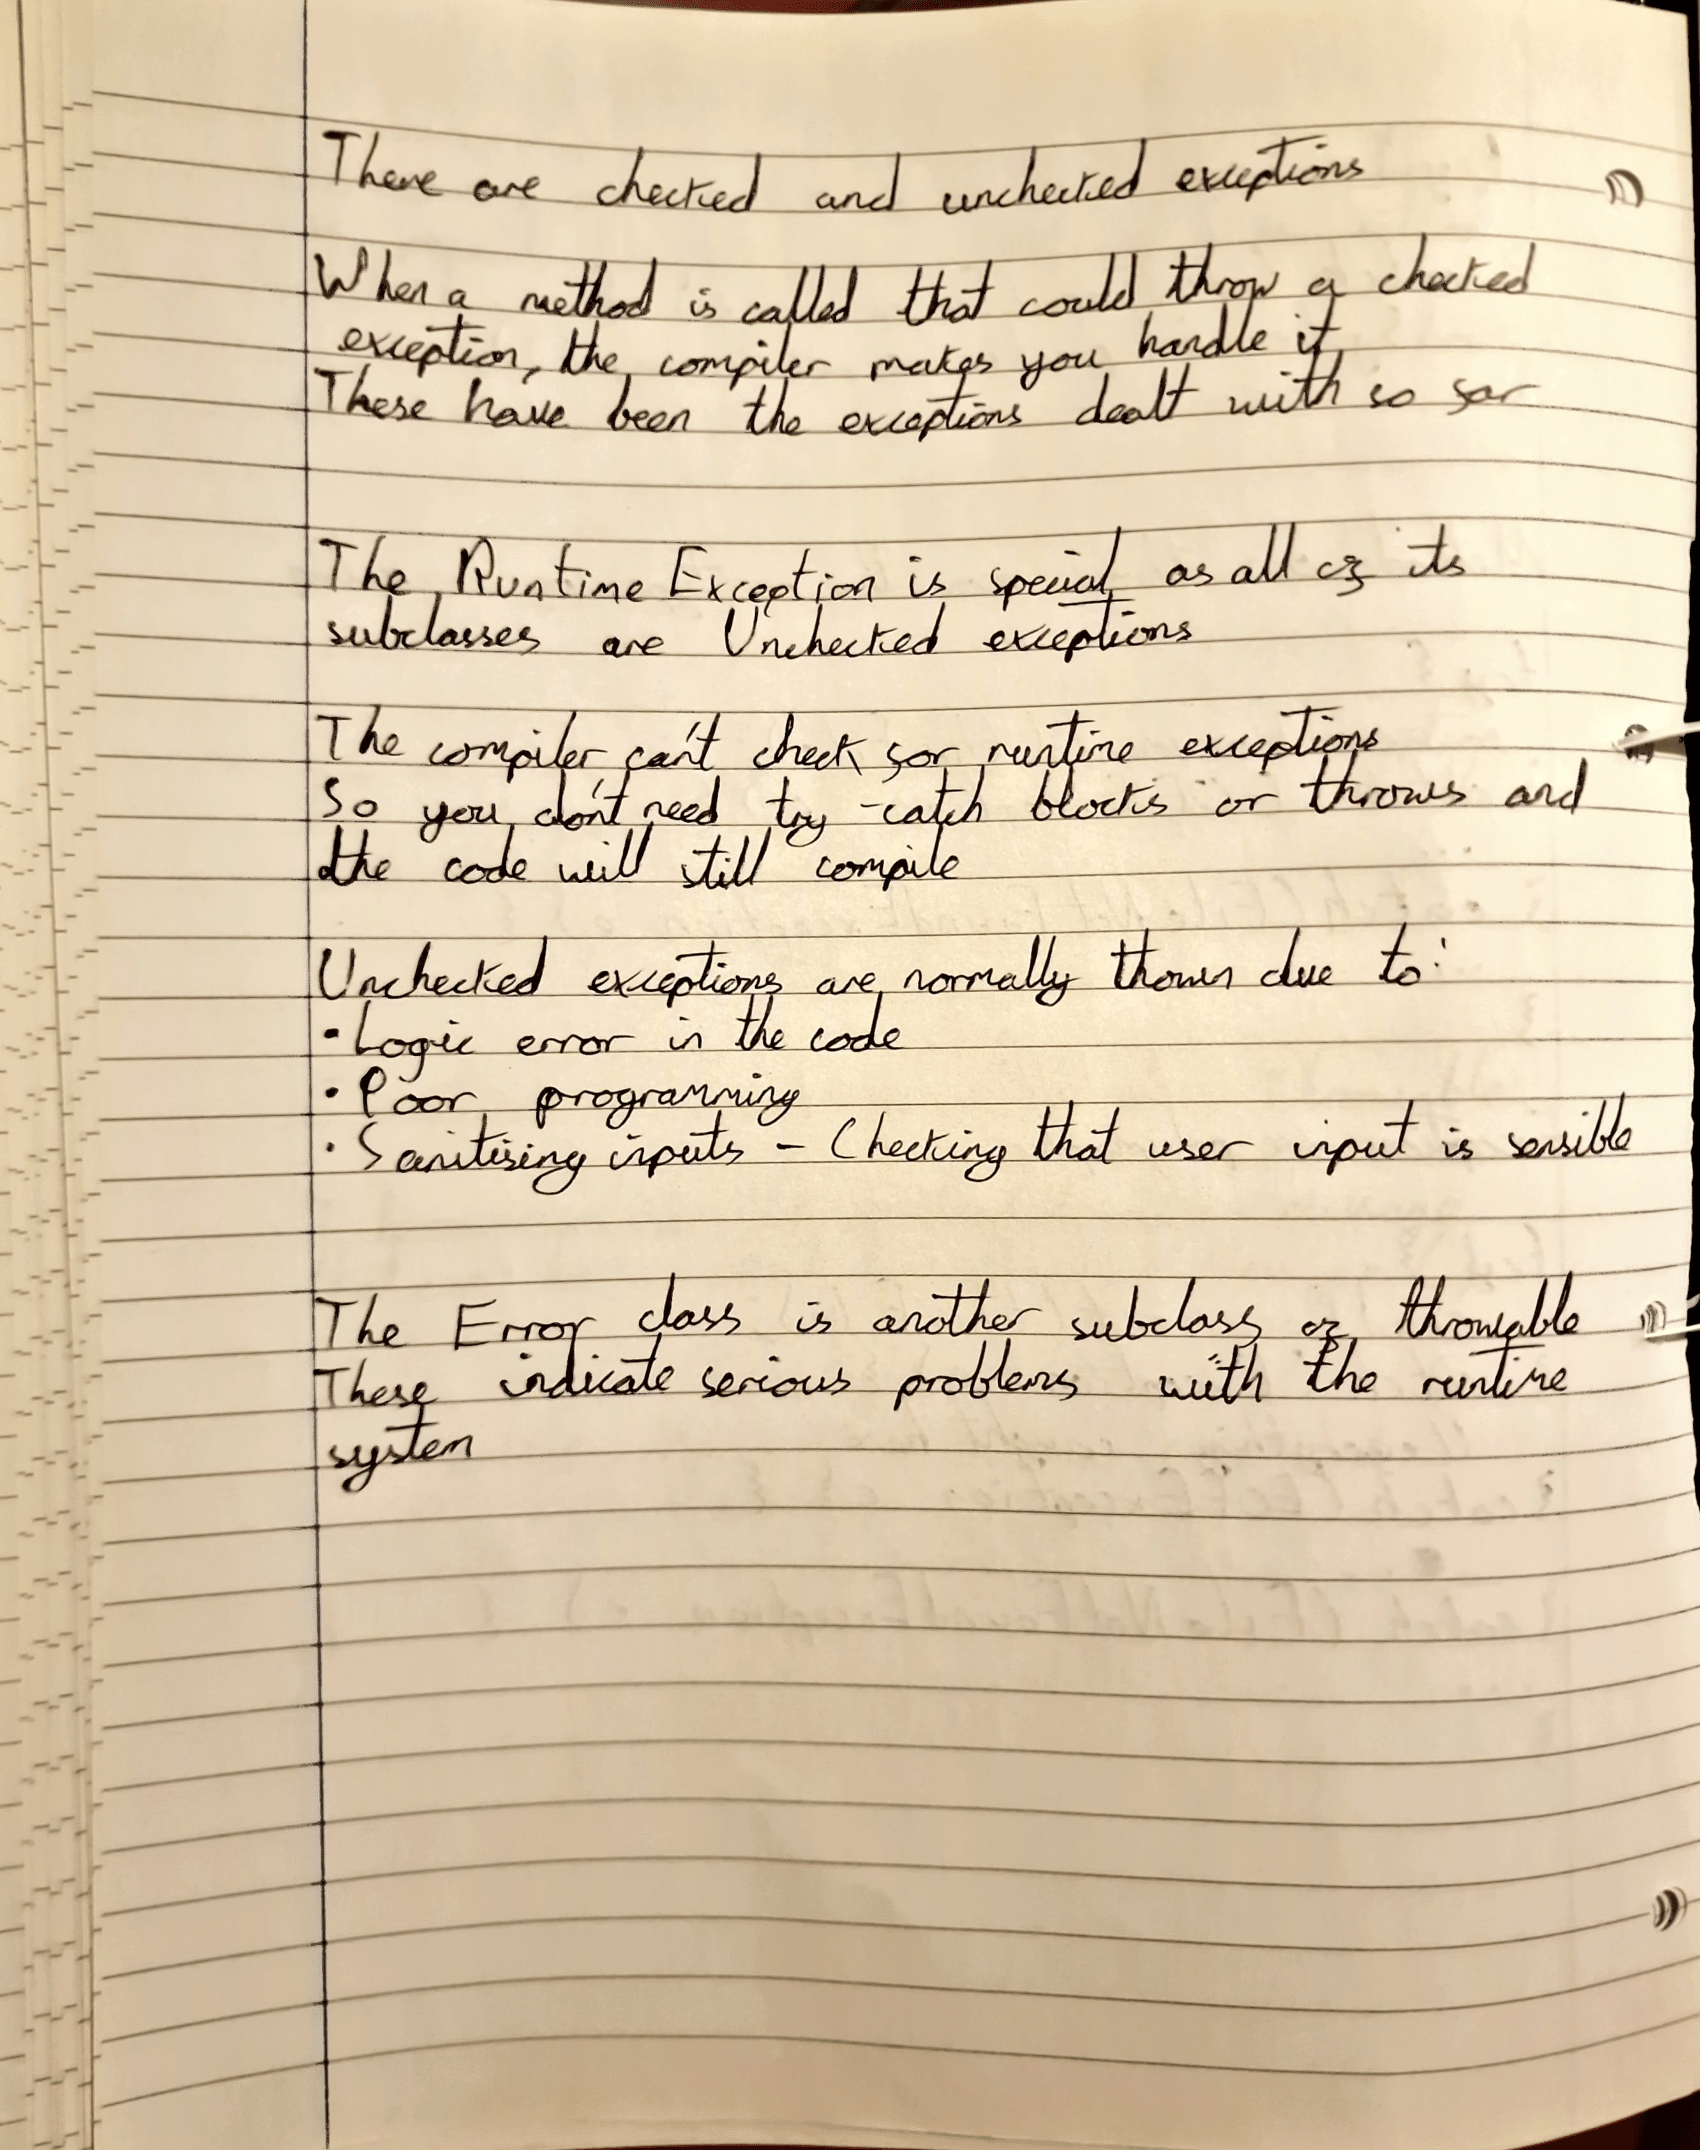 There are checked and unchecked exceptions
When a method is called that could throw a checked
exception, the compiler makes you handle it
These have been the exceptions dealt with so far
The Runtime Exception is special as all of its
subclasses are Unchecked exceptions
The compiler can't check for runtime exceptions
So you don't need try-catch blocks or throws and
the code will still compile
Unchecked exceptions are normally thown due to:
• Logic error in the code
• Poor programming
• Sanitising inputs - Checking that user input is sensible
The Error class is another subclass of throwable
These indicate serious problems with the runtime
system